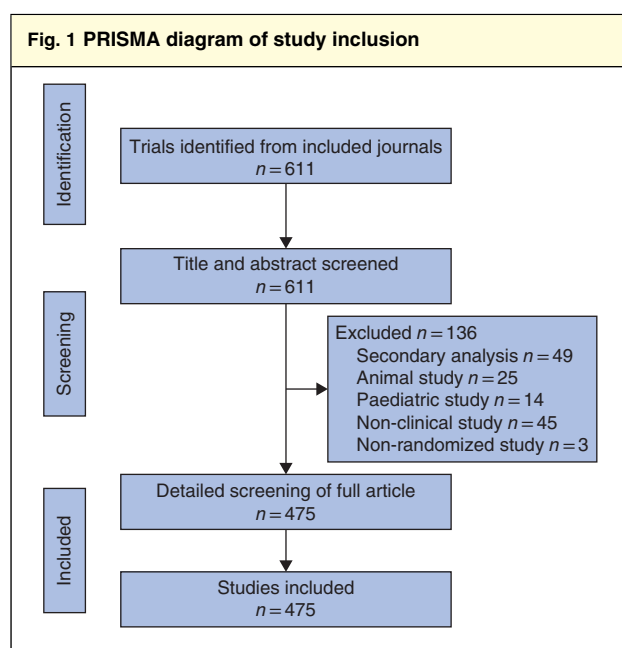 Fig. 1 PRISMA diagram of study inclusion
Identification
Trials identified from included journals
n = 611
Title and abstract screened
n = 611
Screening
Excluded n = 136
Secondary analysis n = 49
Animal study n = 25
Paediatric study n = 14
Non-clinical study n = 45
Non-randomized study n = 3
Included
Detailed screening of full article
n = 475
Studies included
n = 475